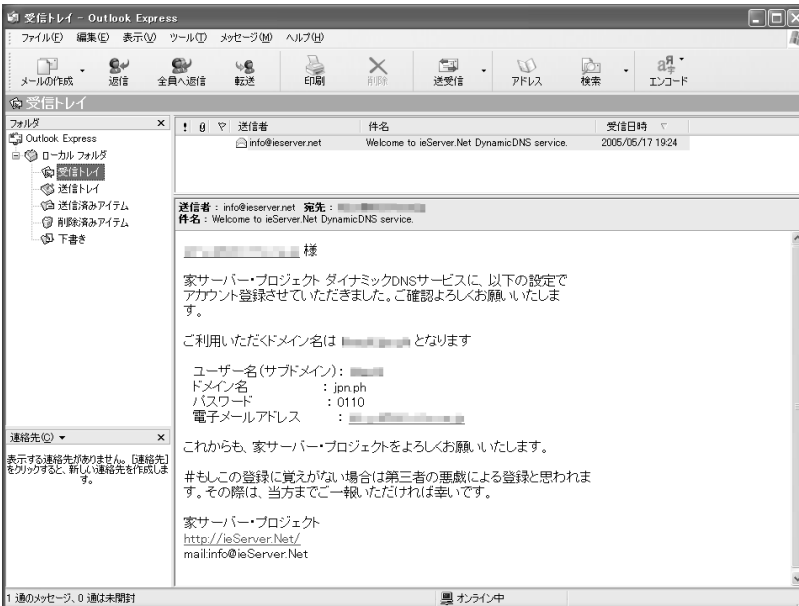 受信トレイ - Outlook Express
ファイル(F) 編集(E) 表示(V) ツール(T) メッセージ(M) ヘルプ(H)
メールの作成 返信 全員へ返信 転送 印刷 削除 送受信 アドレス 検索 エンコード
受信トレイ
フォルダ
Outlook Express
ローカル フォルダ
受信トレイ
送信トレイ
送信済みアイテム
削除済みアイテム
下書き
連絡先(C)
表示する連絡先がありません。[連絡先]
をクリックすると、新しい連絡先を作成しま
す。
! 送信者 件名 受信日時
info@ieserver.net Welcome to ieServer.Net DynamicDNS service. 2005/05/17 19:24
送信者: info@ieserver.net 宛先:
件名: Welcome to ieServer.Net DynamicDNS service.
様
家サーバー・プロジェクト ダイナミックDNSサービスに、以下の設定で
アカウント登録させていただきました。ご確認よろしくお願いいたしま
す。
ご利用いただくドメイン名は となります
ユーザー名(サブドメイン):
ドメイン名 : jpn.ph
パスワード : 0110
電子メールアドレス :
これからも、家サーバー・プロジェクトをよろしくお願いいたします。
#もしこの登録に覚えがない場合は第三者の悪戯による登録と思われま
す。その際は、当方までご一報いただければ幸いです。
家サーバー・プロジェクト
http://ieServer.Net/
mail:info@ieServer.Net
1 通のメッセージ、0 通は未開封
オンライン中